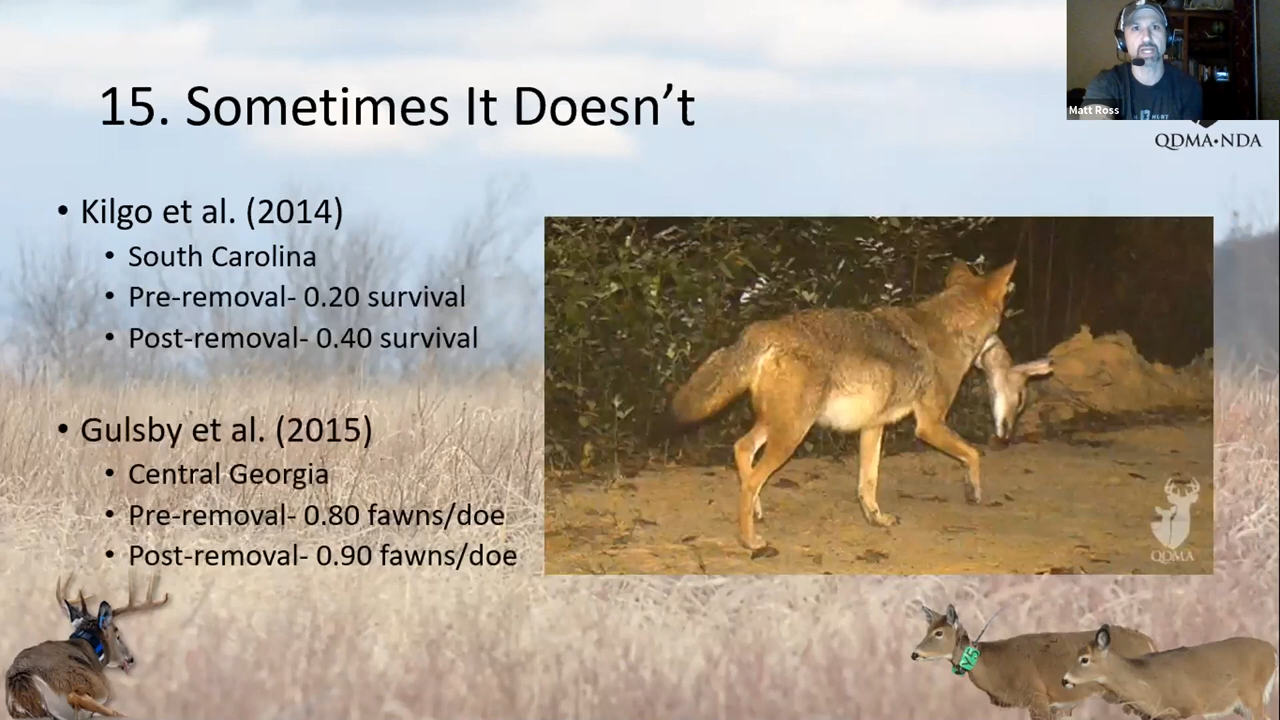 15. Sometimes It Doesn’t
Matt Ross
QDMA•NDA
• Kilgo et al. (2014)
• South Carolina
• Pre-removal- 0.20 survival
• Post-removal- 0.40 survival
• Gulsby et al. (2015)
• Central Georgia
• Pre-removal- 0.80 fawns/doe
• Post-removal- 0.90 fawns/doe
QDMA
Y5